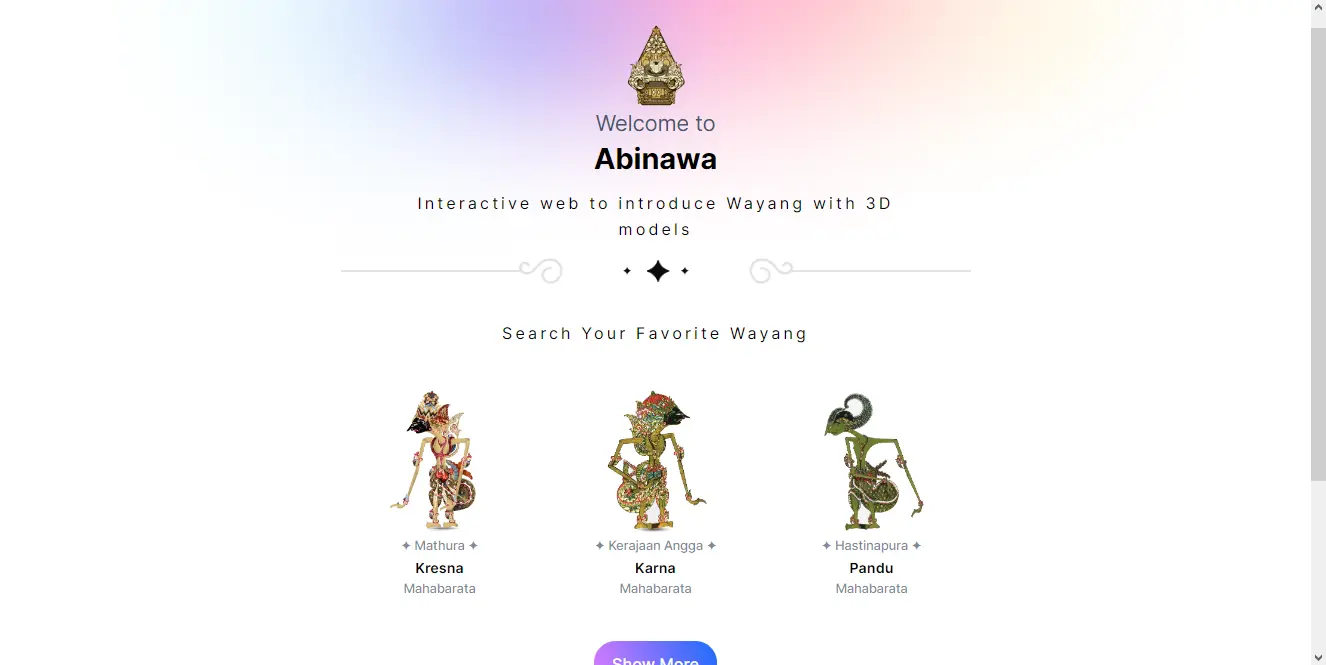 Welcome to
Abinawa
Interactive web to introduce Wayang with 3D
models
Search Your Favorite Wayang
✦ Mathura ✦
Kresna
Mahabarata
✦ Kerajaan Angga ✦
Karna
Mahabarata
✦ Hastinapura ✦
Pandu
Mahabarata
Show More